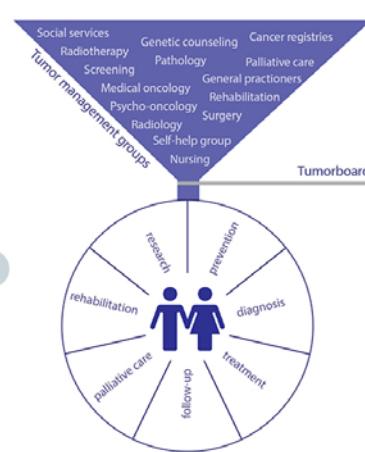 Social services
Genetic counseling
Cancer registries
Radiotherapy
Pathology
Palliative care
Screening
General practioners
Medical oncology
Rehabilitation
Psycho-oncology
Surgery
Radiology
Self-help group
Nursing
Tumor management groups
Tumorboard
research
prevention
rehabilitation
diagnosis
palliative care
treatment
follow-up